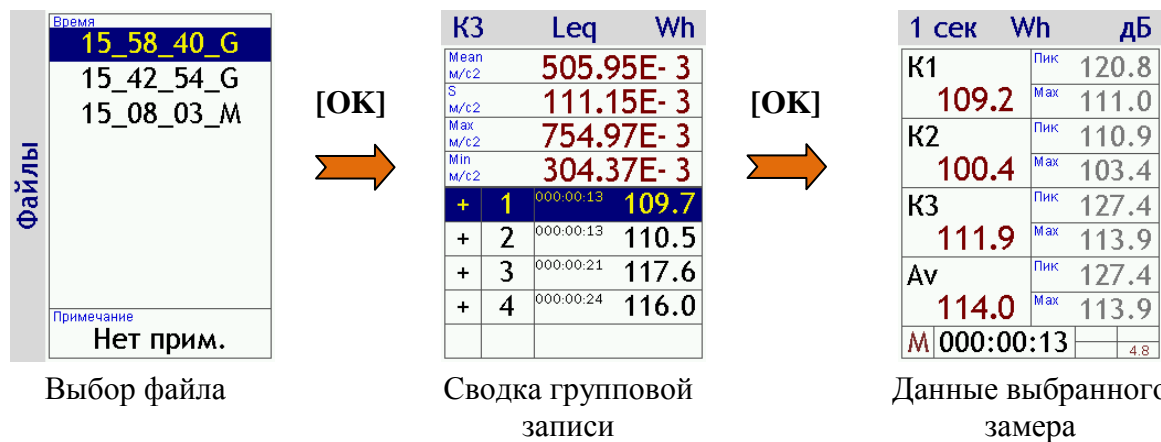 Файлы
Время
15_58_40_G
15_42_54_G
15_08_03_M
Примечание
Нет прим.
Выбор файла
[OK]
К3 Leq Wh
Mean м/с2 505.95E- 3
S м/с2 111.15E- 3
Max м/с2 754.97E- 3
Min м/с2 304.37E- 3
+ 1 000:00:13 109.7
+ 2 000:00:13 110.5
+ 3 000:00:21 117.6
+ 4 000:00:24 116.0
Сводка групповой
записи
[OK]
1 сек Wh дБ
К1 Пик 120.8
109.2 Max 111.0
К2 Пик 110.9
100.4 Max 103.4
К3 Пик 127.4
111.9 Max 113.9
Av Пик 127.4
114.0 Max 113.9
М 000:00:13 4.8
Данные выбранного
замера